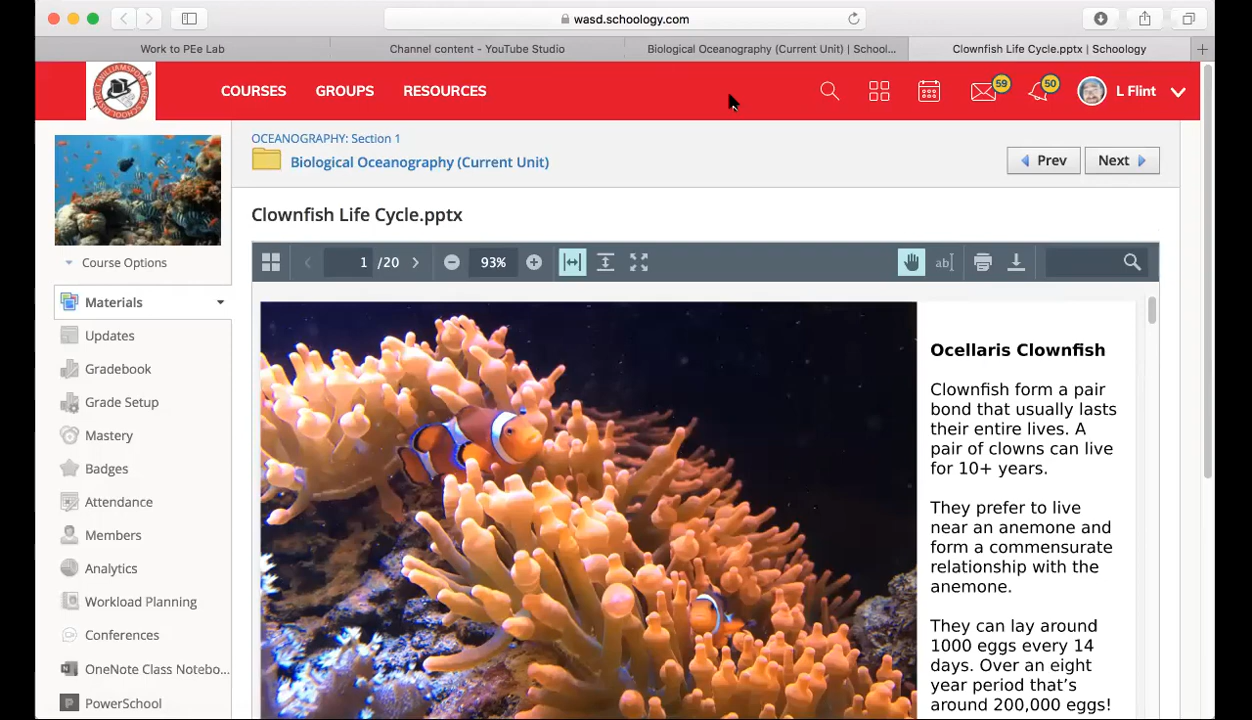 wasd.schoology.com
Work to PEe Lab
Channel content - YouTube Studio
Biological Oceanography (Current Unit) | School...
Clownfish Life Cycle.pptx | Schoology
COURSES
GROUPS
RESOURCES
59
50
L Flint
OCEANOGRAPHY: Section 1
Biological Oceanography (Current Unit)
Prev
Next
Clownfish Life Cycle.pptx
1 /20
93%
ab
Course Options
Materials
Updates
Gradebook
Grade Setup
Mastery
Badges
Attendance
Members
Analytics
Workload Planning
Conferences
OneNote Class Notebo...
PowerSchool
Ocellaris Clownfish
Clownfish form a pair
bond that usually lasts
their entire lives. A
pair of clowns can live
for 10+ years.
They prefer to live
near an anemone and
form a commensurate
relationship with the
anemone.
They can lay around
1000 eggs every 14
days. Over an eight
year period that's
around 200,000 eggs!